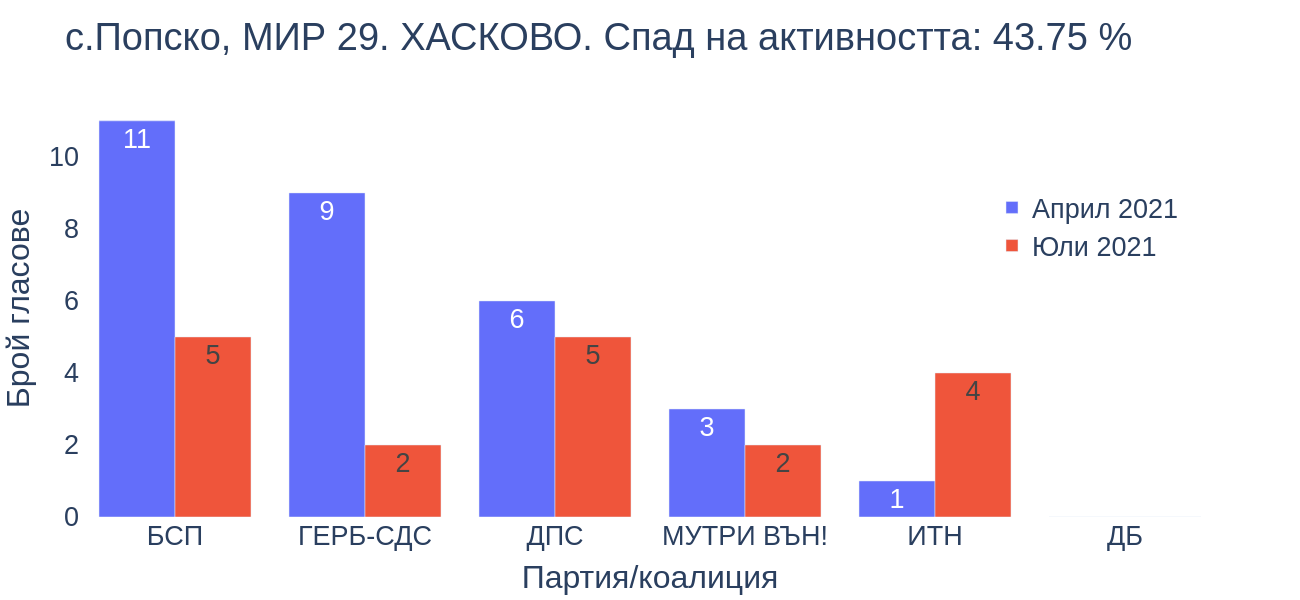 с.Попско, МИР 29. ХАСКОВО. Спад на активността: 43.75 %
Брой гласове
10
8
6
4
2
0
11
5
9
2
6
5
3
2
1
4
Април 2021
Юли 2021
БСП
ГЕРБ-СДС
ДПС
МУТРИ ВЪН!
ИТН
ДБ
Партия/коалиция